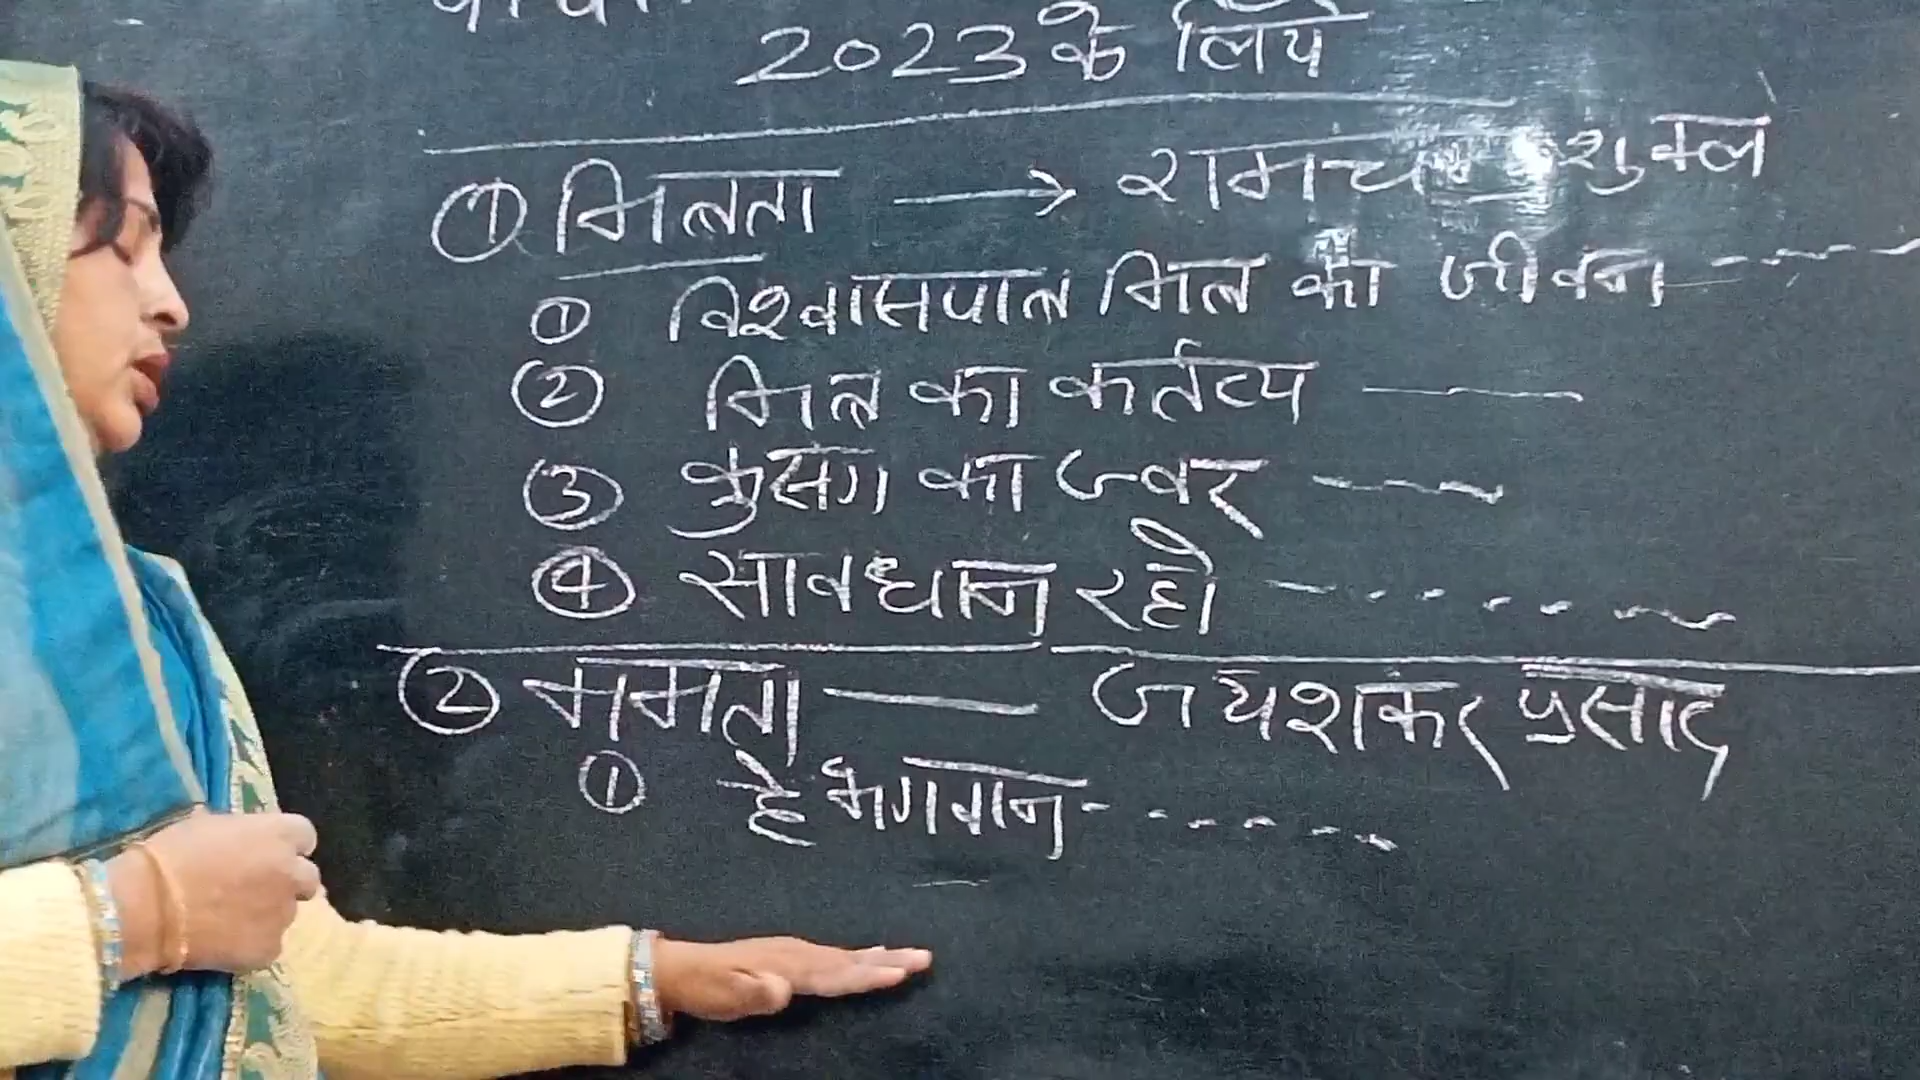 2023 के लिये
① मित्रता → रामचन्द्र शुक्ल
① विश्वासपात्र मित्र का जीवन -----
② मित्र का कर्तव्य ——
③ कुसंग का ज्वर ----
④ सावधान रहो -------
② ममता —— जयशंकर प्रसाद
① हे भगवान ------